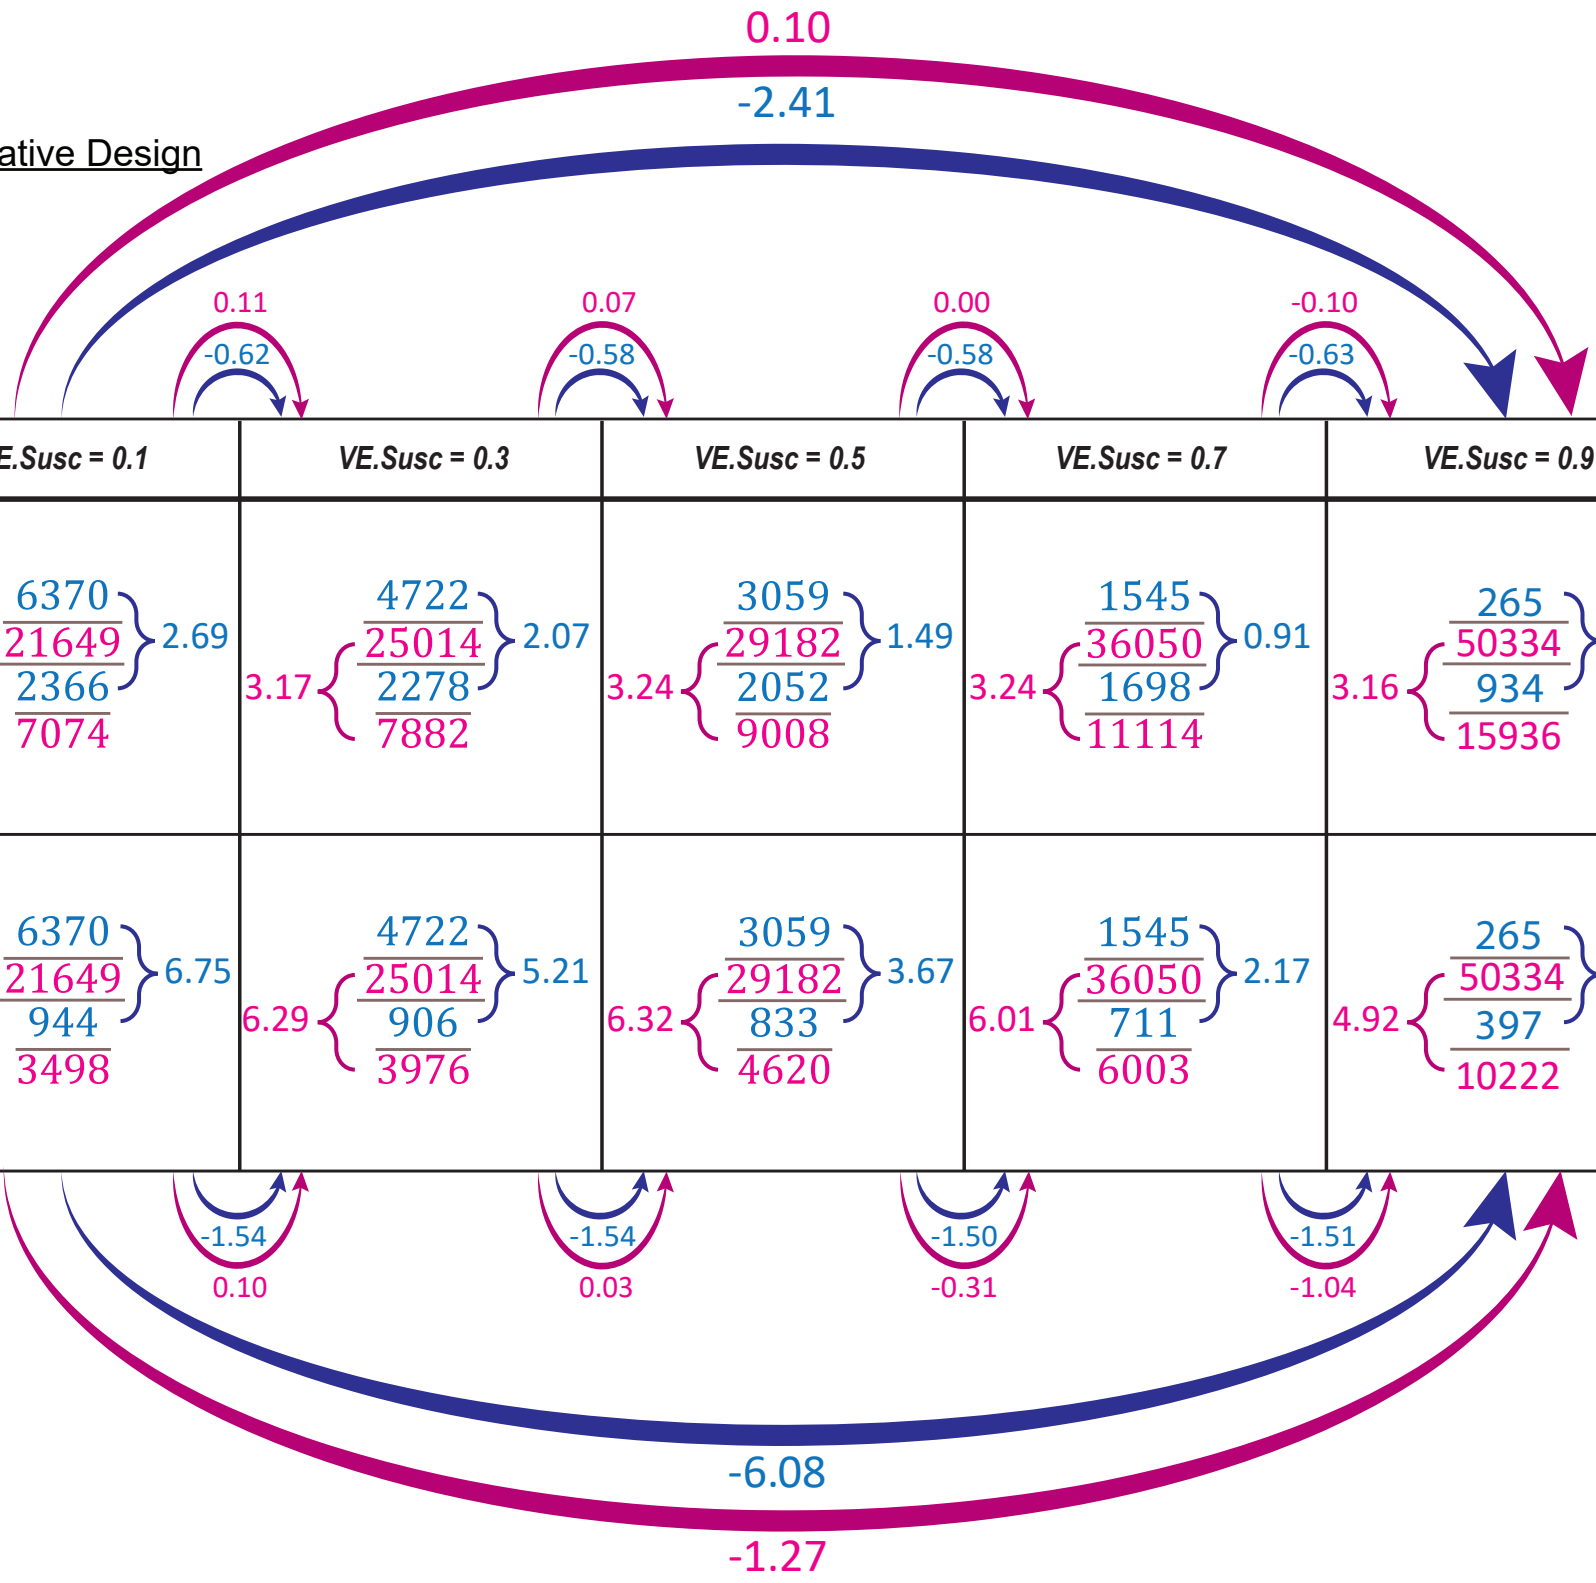 0.10
-2.41
ative Design
0.11 0.07 0.00 -0.10
-0.62 -0.58 -0.58 -0.63
E.Susc = 0.1 VE.Susc = 0.3 VE.Susc = 0.5 VE.Susc = 0.7 VE.Susc = 0.9
6370 4722 3059 1545 265
21649 2.69 25014 2.07 29182 1.49 36050 0.91 50334
2366 3.17 2278 3.24 2052 3.24 1698 3.16 934
7074 7882 9008 11114 15936
6370 4722 3059 1545 265
21649 6.75 25014 5.21 29182 3.67 36050 2.17 50334
944 6.29 906 6.32 833 6.01 711 4.92 397
3498 3976 4620 6003 10222
-1.54 -1.54 -1.50 -1.51
0.10 0.03 -0.31 -1.04
-6.08
-1.27